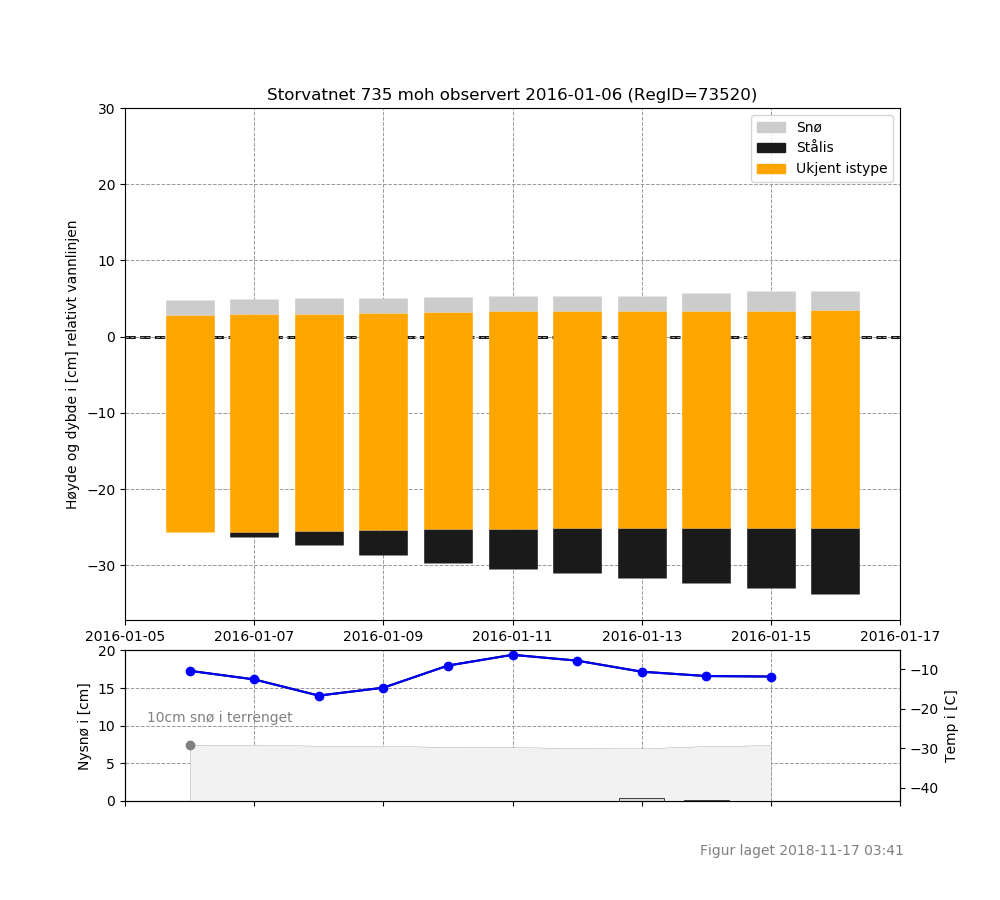 Storvatnet 735 moh observert 2016-01-06 (RegID=73520)
30
20
10
0
−10
−20
−30
Høyde og dybde i [cm] relativt vannlinjen
Snø
Stålis
Ukjent istype
2016-01-05 2016-01-07 2016-01-09 2016-01-11 2016-01-13 2016-01-15 2016-01-17
20
15
10
5
0
Nysnø i [cm]
10cm snø i terrenget
−10
−20
−30
−40
Temp i [C]
Figur laget 2018-11-17 03:41